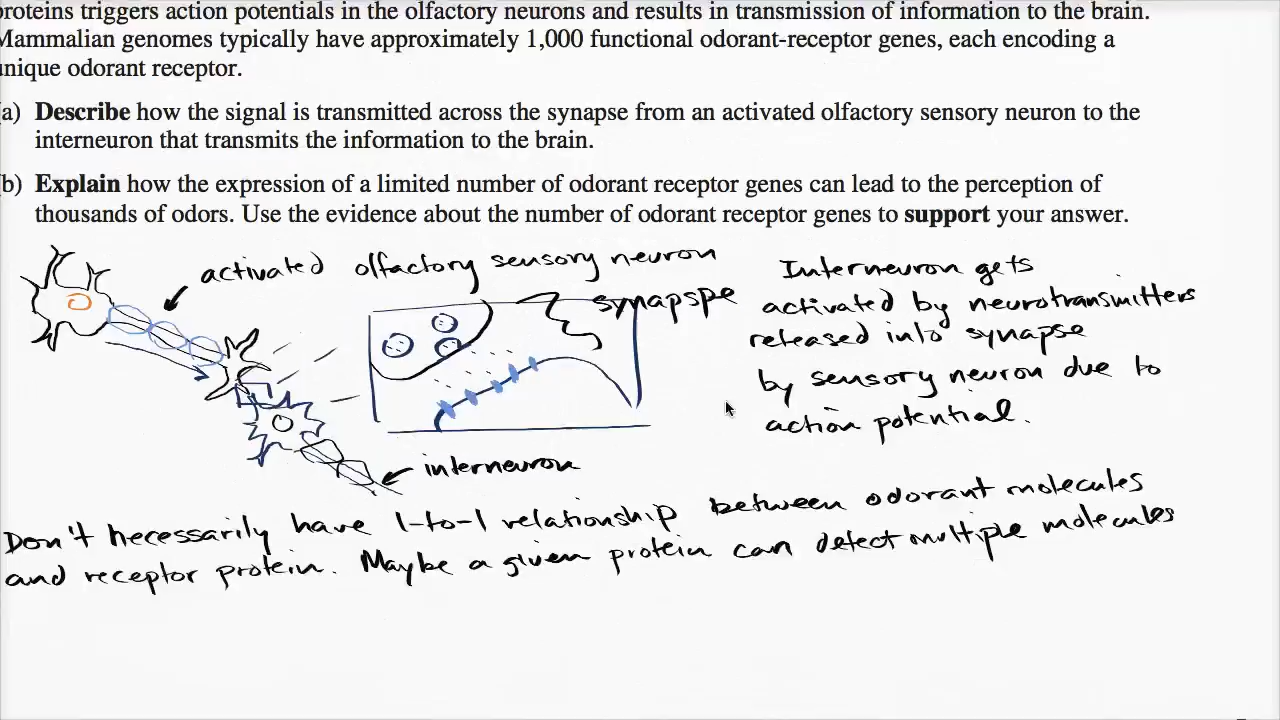 proteins triggers action potentials in the olfactory neurons and results in transmission of information to the brain.
Mammalian genomes typically have approximately 1,000 functional odorant-receptor genes, each encoding a
unique odorant receptor.
a) Describe how the signal is transmitted across the synapse from an activated olfactory sensory neuron to the
interneuron that transmits the information to the brain.
b) Explain how the expression of a limited number of odorant receptor genes can lead to the perception of
thousands of odors. Use the evidence about the number of odorant receptor genes to support your answer.
activated olfactory sensory neuron
synapspe
interneuron
Interneuron gets
activated by neurotransmitters
released into synapse
by sensory neuron due to
action potential.
Don't necessarily have 1-to-1 relationship between odorant molecules
and receptor protein. Maybe a given protein can detect multiple molecules